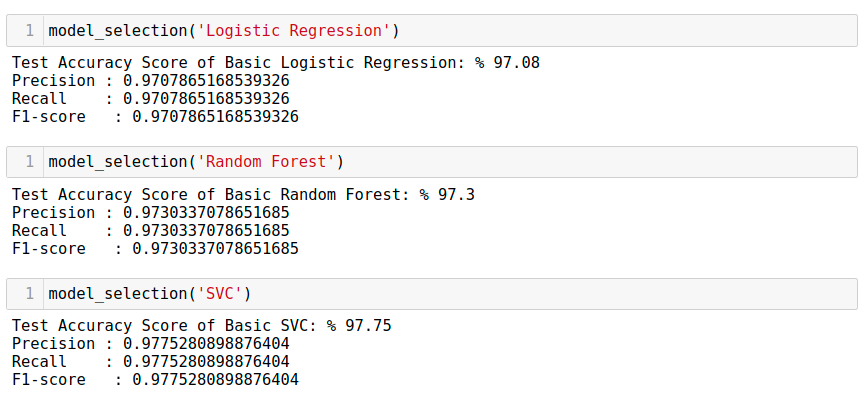 1 model_selection('Logistic Regression')
Test Accuracy Score of Basic Logistic Regression: % 97.08
Precision : 0.9707865168539326
Recall    : 0.9707865168539326
F1-score   : 0.9707865168539326
1 model_selection('Random Forest')
Test Accuracy Score of Basic Random Forest: % 97.3
Precision : 0.9730337078651685
Recall    : 0.9730337078651685
F1-score   : 0.9730337078651685
1 model_selection('SVC')
Test Accuracy Score of Basic SVC: % 97.75
Precision : 0.9775280898876404
Recall    : 0.9775280898876404
F1-score   : 0.9775280898876404